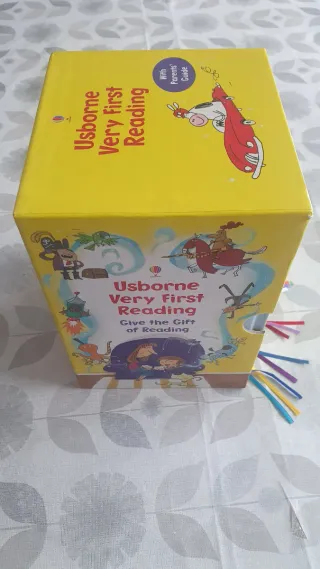 Usborne
Very First
Reading
With
Parents'
Guide
Usborne
Very First
Reading
Give the Gift
of Reading